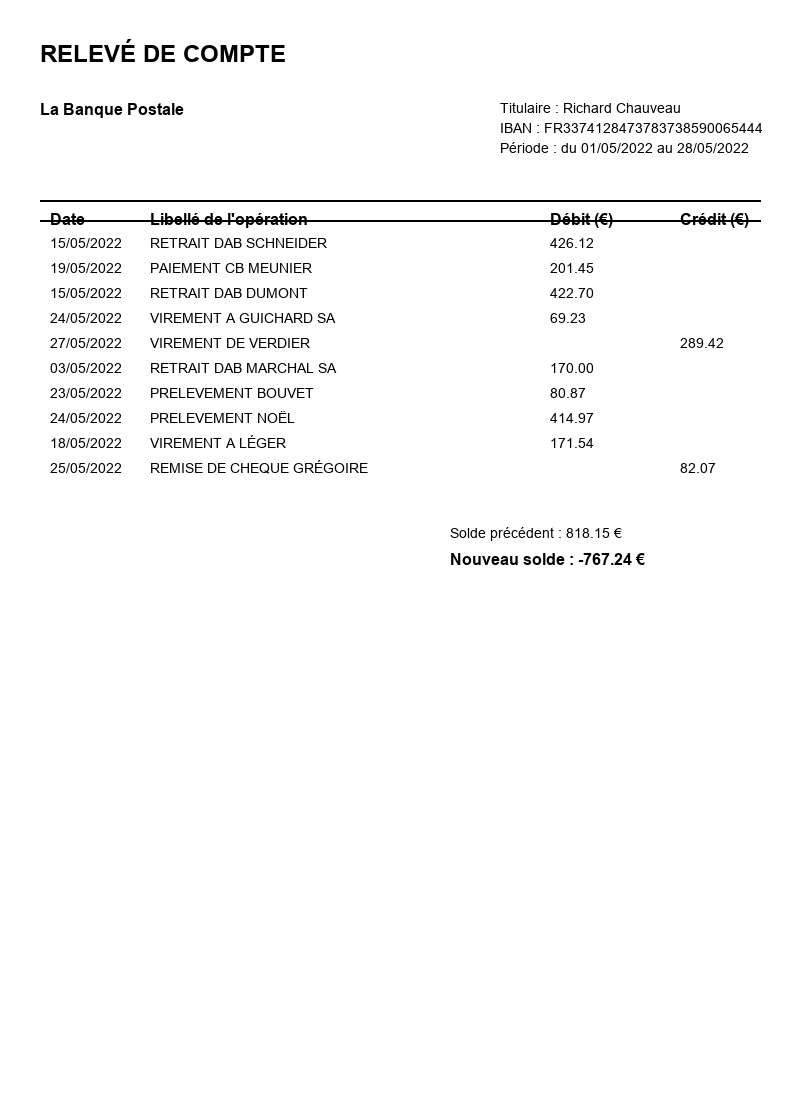 RELEVÉ DE COMPTE
La Banque Postale
Titulaire : Richard Chauveau
IBAN : FR3374128473783738590065444
Période : du 01/05/2022 au 28/05/2022
Date Libellé de l'opération Débit (€) Crédit (€)
15/05/2022 RETRAIT DAB SCHNEIDER 426.12
19/05/2022 PAIEMENT CB MEUNIER 201.45
15/05/2022 RETRAIT DAB DUMONT 422.70
24/05/2022 VIREMENT A GUICHARD SA 69.23
27/05/2022 VIREMENT DE VERDIER 289.42
03/05/2022 RETRAIT DAB MARCHAL SA 170.00
23/05/2022 PRELEVEMENT BOUVET 80.87
24/05/2022 PRELEVEMENT NOËL 414.97
18/05/2022 VIREMENT A LÉGER 171.54
25/05/2022 REMISE DE CHEQUE GRÉGOIRE 82.07
Solde précédent : 818.15 €
Nouveau solde : -767.24 €